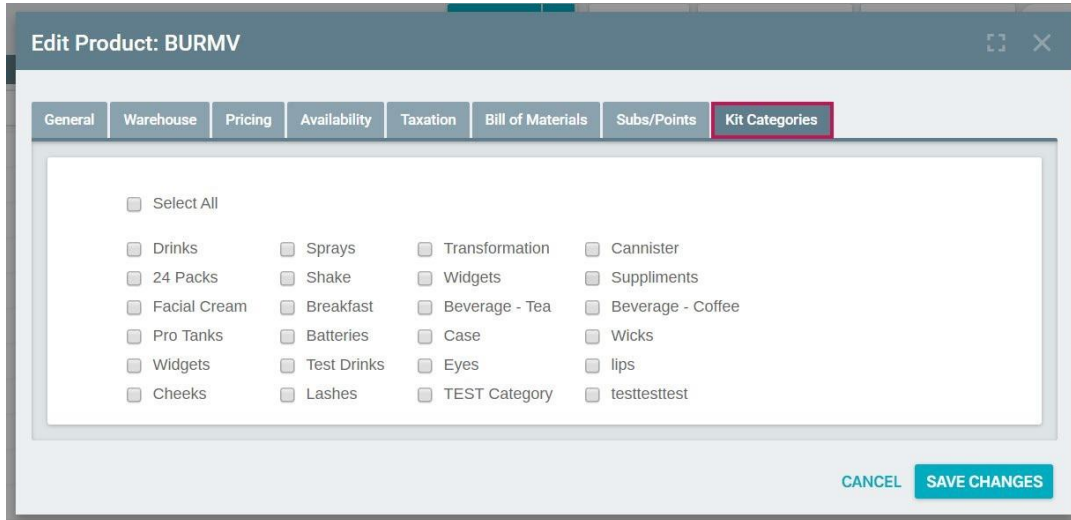 Edit Product: BURMV
General Warehouse Pricing Availability Taxation Bill of Materials Subs/Points Kit Categories
Select All
Drinks Sprays Transformation Cannister
24 Packs Shake Widgets Suppliments
Facial Cream Breakfast Beverage - Tea Beverage - Coffee
Pro Tanks Batteries Case Wicks
Widgets Test Drinks Eyes lips
Cheeks Lashes TEST Category testtesttest
CANCEL SAVE CHANGES